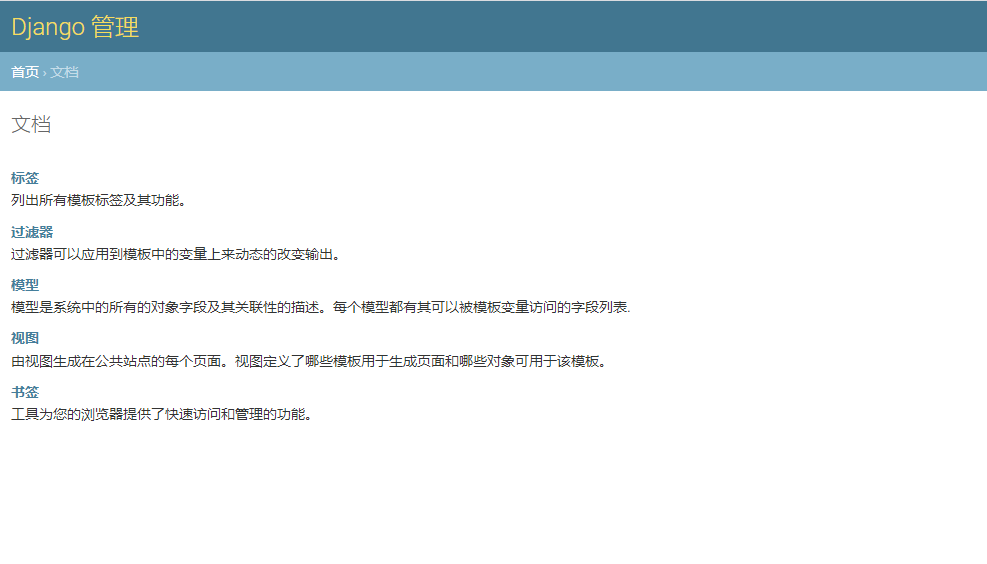 Django 管理
首页 › 文档
文档
标签
列出所有模板标签及其功能。
过滤器
过滤器可以应用到模板中的变量上来动态的改变输出。
模型
模型是系统中的所有的对象字段及其关联性的描述。每个模型都有其可以被模板变量访问的字段列表.
视图
由视图生成在公共站点的每个页面。视图定义了哪些模板用于生成页面和哪些对象可用于该模板。
书签
工具为您的浏览器提供了快速访问和管理的功能。